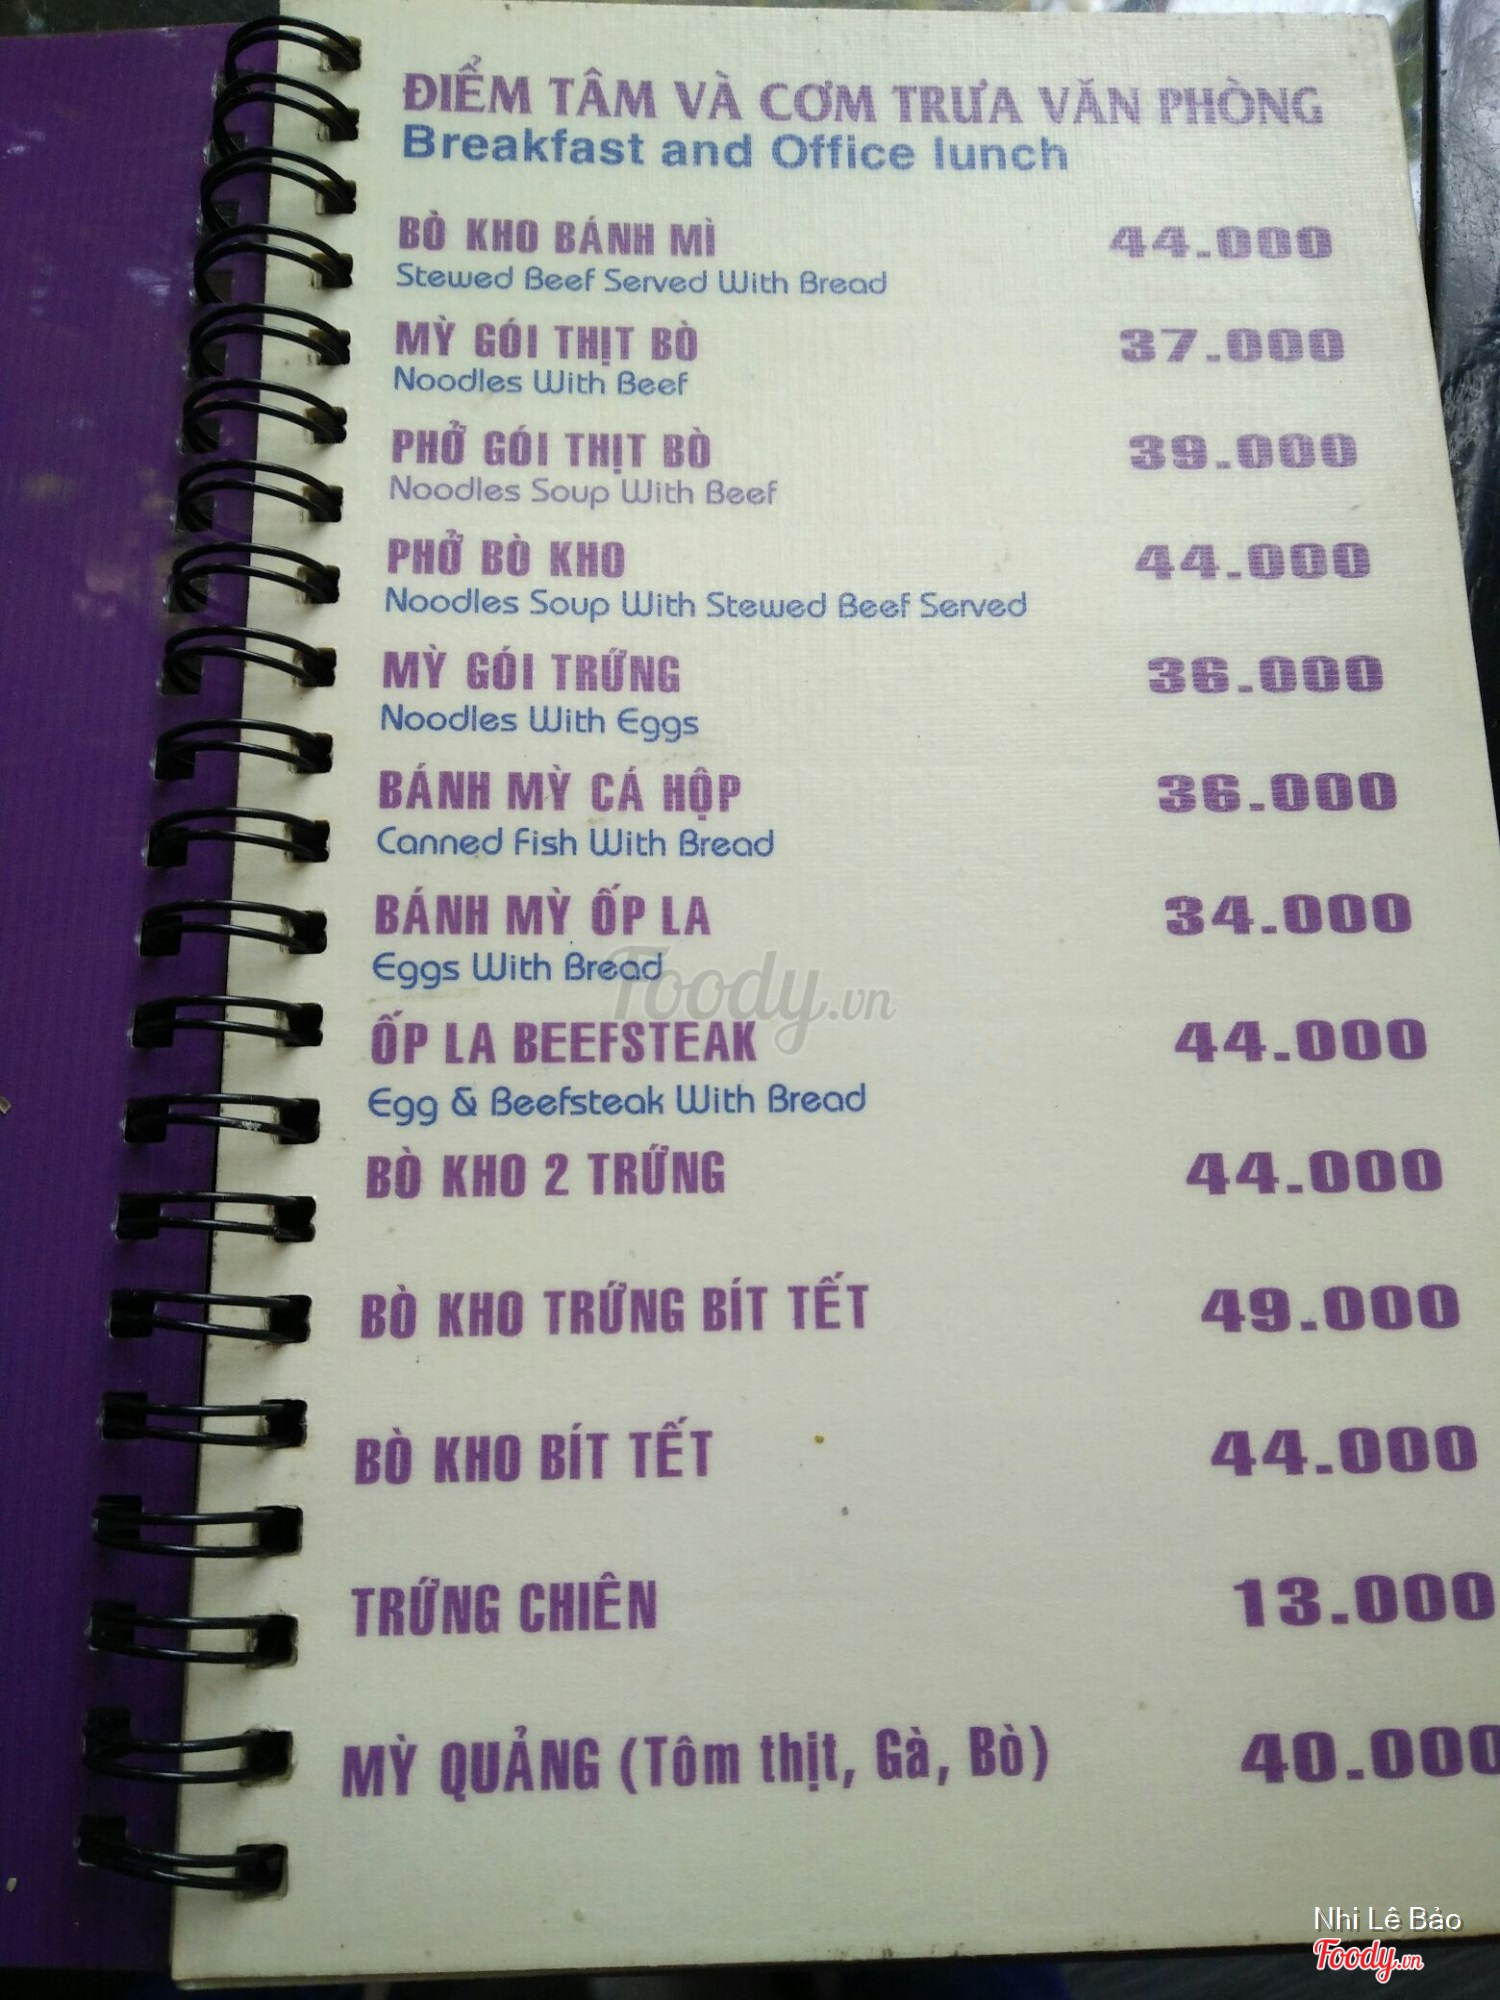 ĐIỂM TÂM VÀ CƠM TRƯA VĂN PHÒNG
Breakfast and Office lunch
BÒ KHO BÁNH MÌ 44.000
Stewed Beef Served With Bread
MỲ GÓI THỊT BÒ 37.000
Noodles With Beef
PHỞ GÓI THỊT BÒ 39.000
Noodles Soup With Beef
PHỞ BÒ KHO 44.000
Noodles Soup With Stewed Beef Served
MỲ GÓI TRỨNG 36.000
Noodles With Eggs
BÁNH MỲ CÁ HỘP 36.000
Canned Fish With Bread
BÁNH MỲ ỐP LA 34.000
Eggs With Bread
Foody.vn
ỐP LA BEEFSTEAK 44.000
Egg & Beefsteak With Bread
BÒ KHO 2 TRỨNG 44.000
BÒ KHO TRỨNG BÍT TẾT 49.000
BÒ KHO BÍT TẾT 44.000
TRỨNG CHIÊN 13.000
MỲ QUẢNG (Tôm thịt, Gà, Bò) 40.000
Nhi Lê Bảo
Foody.vn